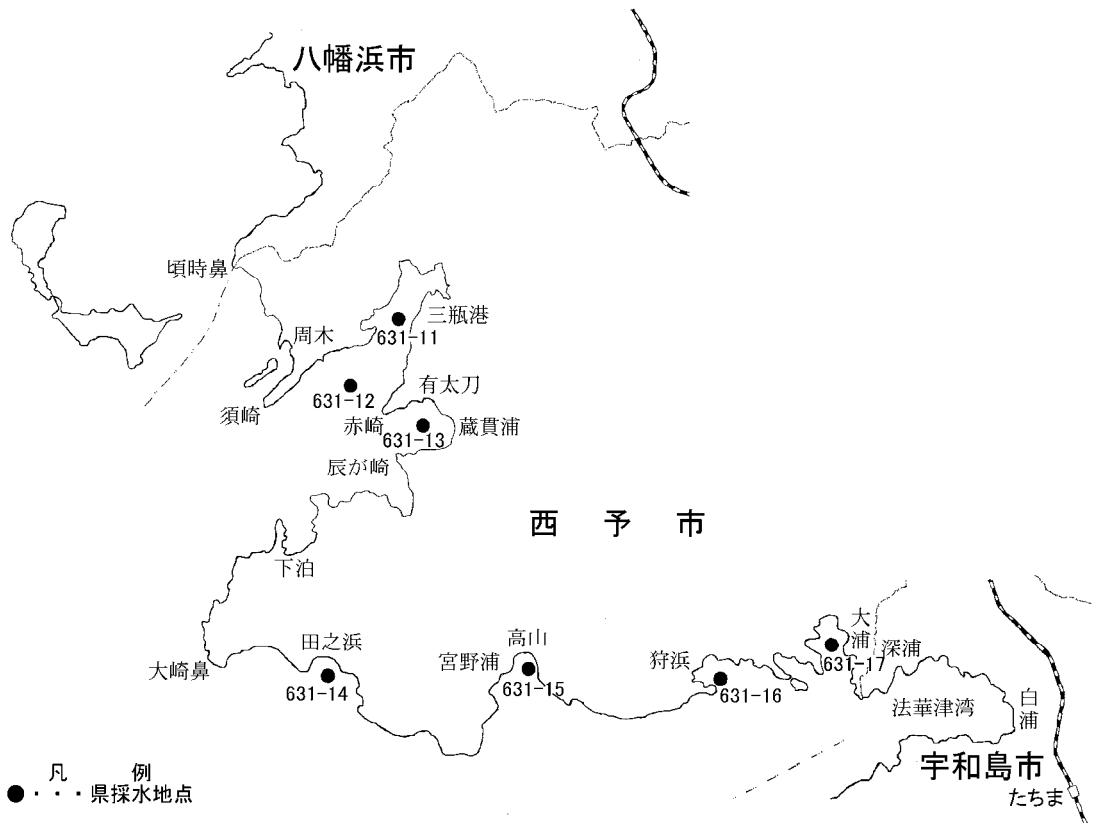 八幡浜市
頃時鼻
三瓶港
周木
631-11
有太刀
631-12
須崎
赤崎
蔵貫浦
631-13
辰が崎
西予市
下泊
大浦
田之浜
高山
深浦
大崎鼻
宮野浦
狩浜
631-17
631-14
631-15
631-16
法華津湾
白浦
凡例
宇和島市
●・・・県採水地点
たちま